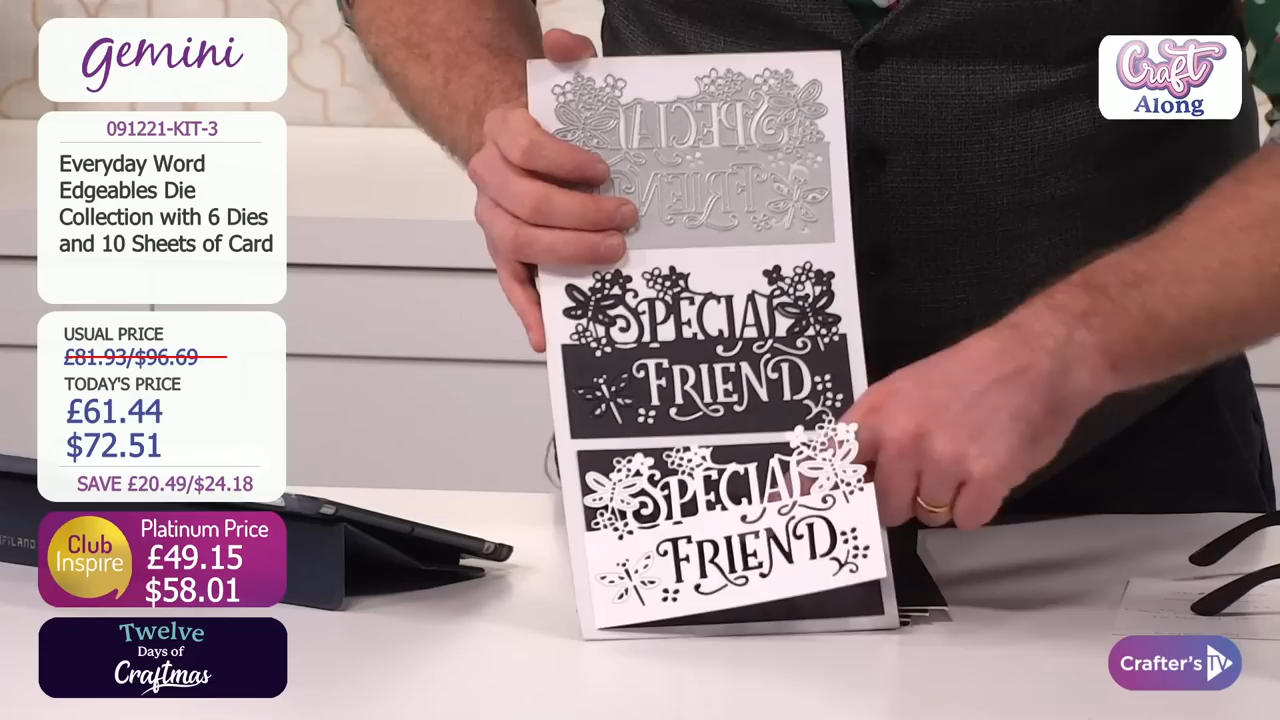 gemini
091221-KIT-3
Everyday Word
Edgeables Die
Collection with 6 Dies
and 10 Sheets of Card
USUAL PRICE
£81.93/$96.69
TODAY'S PRICE
£61.44
$72.51
SAVE £20.49/$24.18
Club
Inspire
Platinum Price
£49.15
$58.01
Twelve
Days of
Craftmas
SPECIAL
FRIEND
SPECIAL
FRIEND
SPECIAL
FRIEND
Craft
Along
Crafter's TV